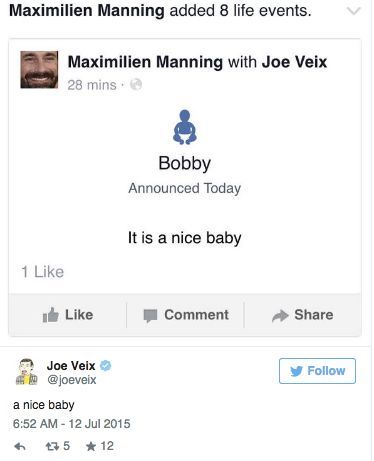 Maximilien Manning added 8 life events.
Maximilien Manning with Joe Veix
28 mins ·
Bobby
Announced Today
It is a nice baby
1 Like
Like Comment Share
Joe Veix
@joeveix
Follow
a nice baby
6:52 AM - 12 Jul 2015
5 12